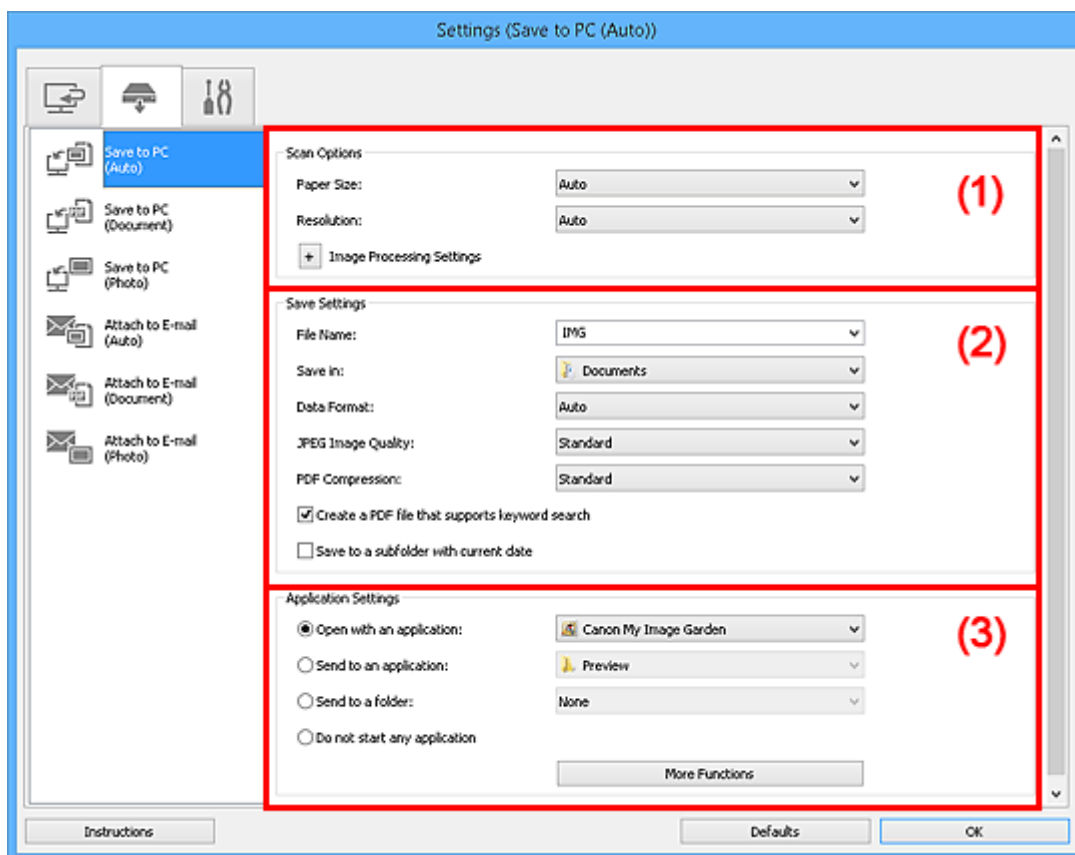 Settings (Save to PC (Auto))
Save to PC
(Auto)
Save to PC
(Document)
Save to PC
(Photo)
Attach to E-mail
(Auto)
Attach to E-mail
(Document)
Attach to E-mail
(Photo)
Scan Options
(1)
Paper Size: Auto
Resolution: Auto
+ Image Processing Settings
Save Settings
(2)
File Name: IMG
Save in: Documents
Data Format: Auto
JPEG Image Quality: Standard
PDF Compression: Standard
Create a PDF file that supports keyword search
Save to a subfolder with current date
Application Settings
(3)
Open with an application: Canon My Image Garden
Send to an application: Preview
Send to a folder: None
Do not start any application
More Functions
Instructions Defaults OK